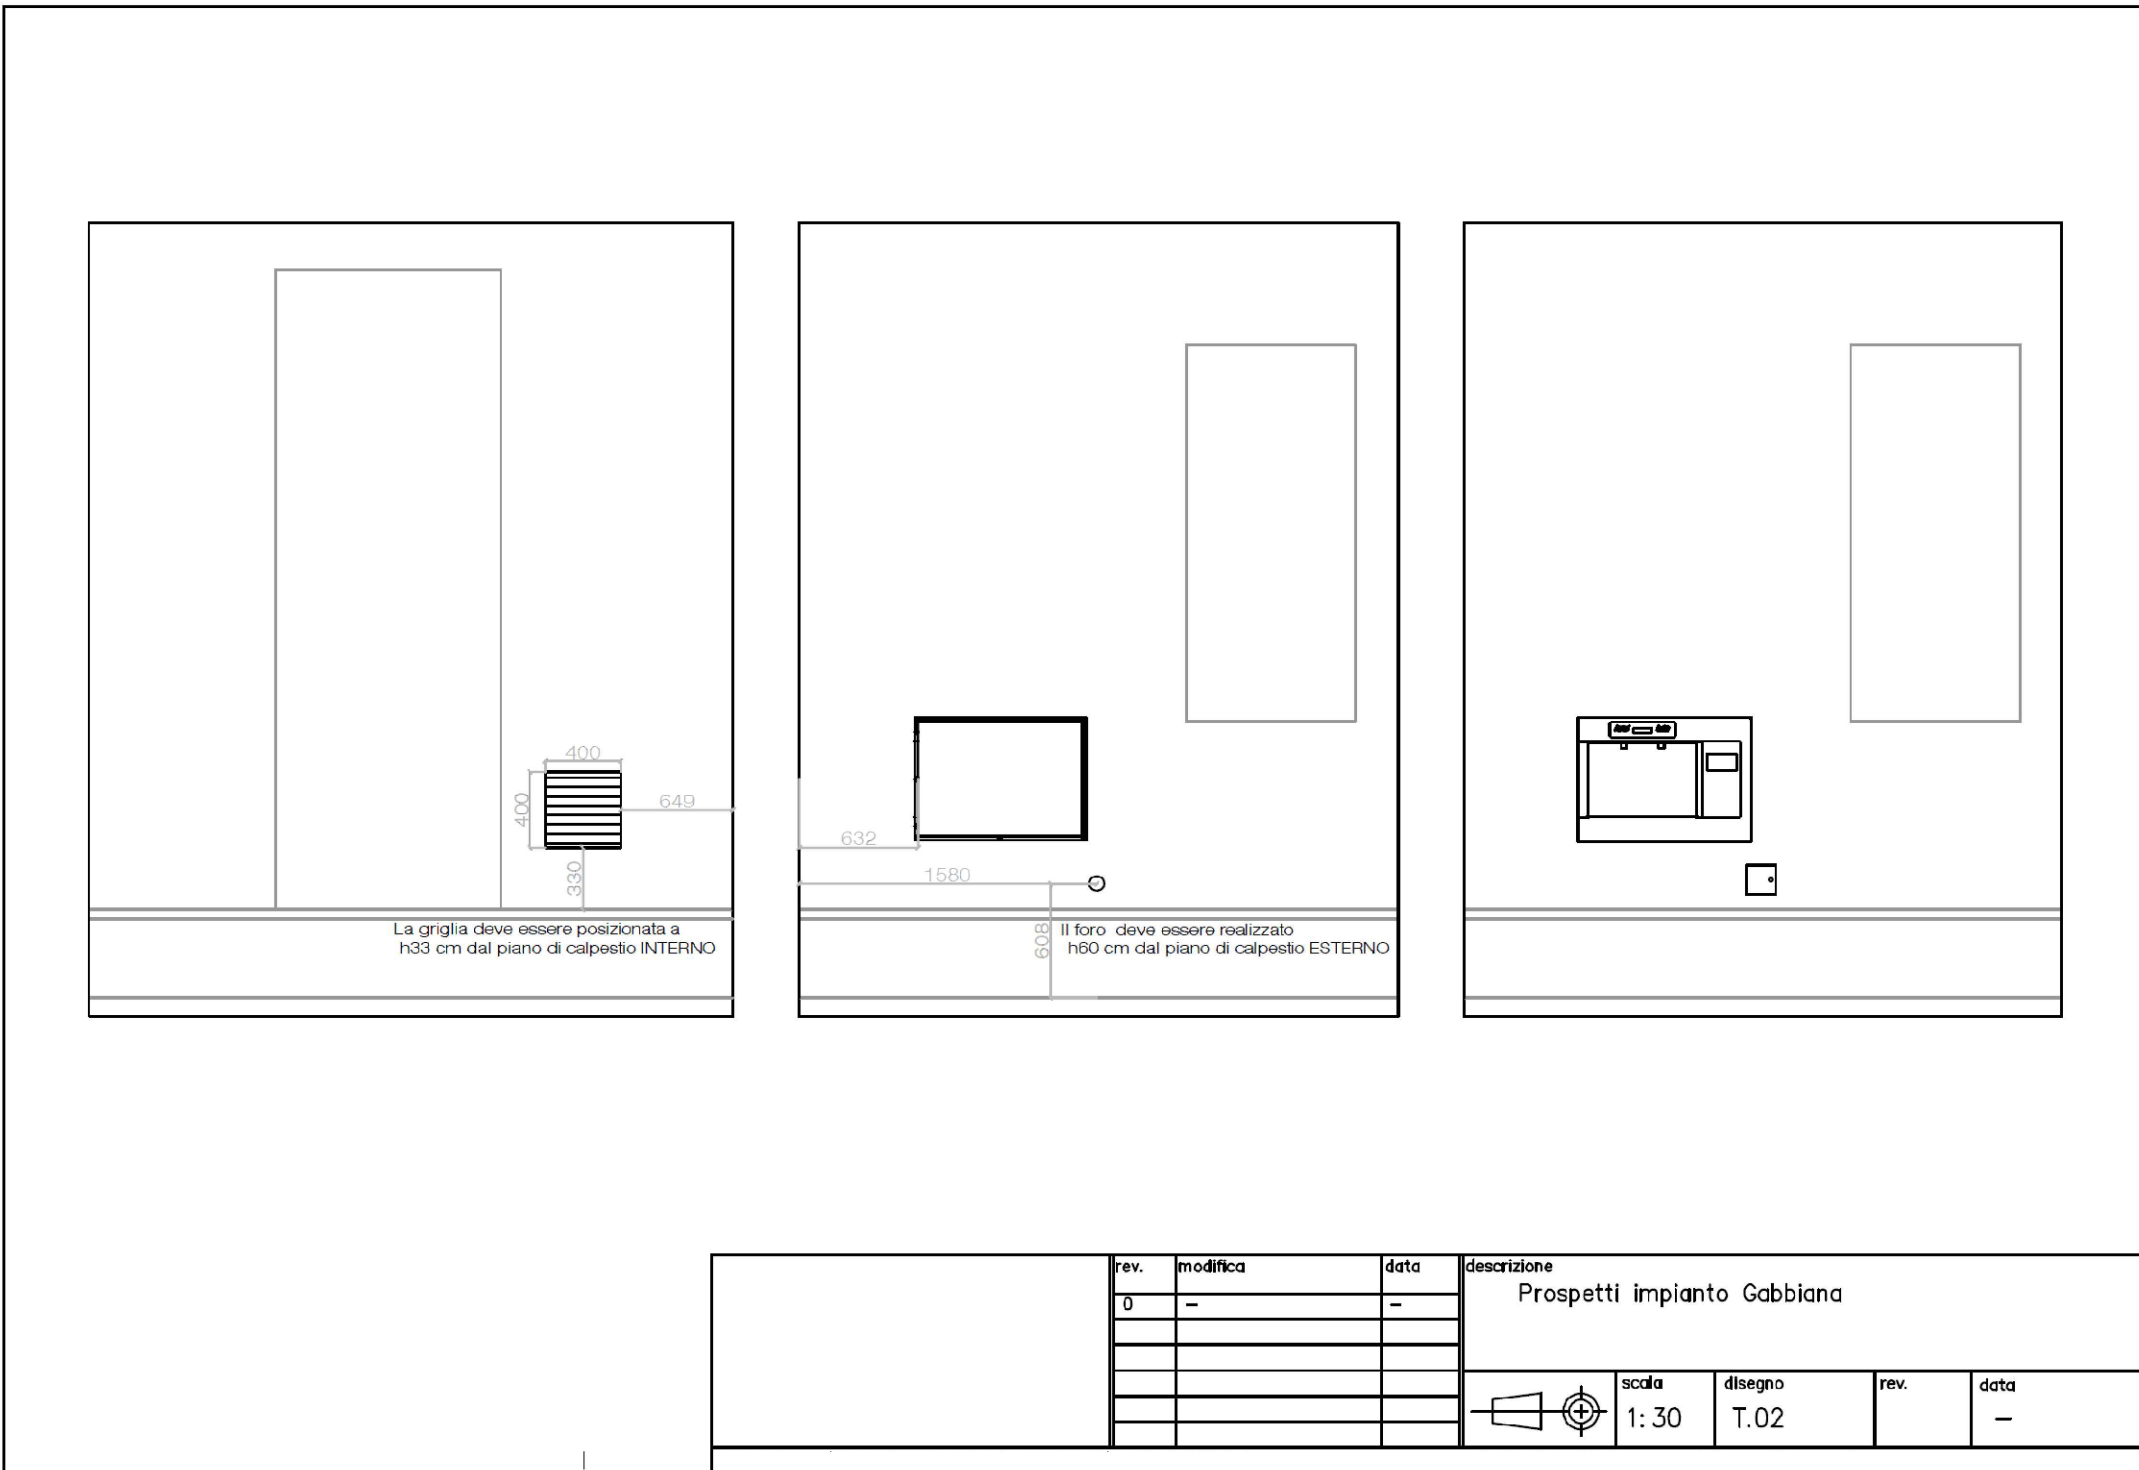 400
400
649
330
La griglia deve essere posizionata a
h33 cm dal piano di calpestio INTERNO
632
1580
608
Il foro deve essere realizzato
h60 cm dal piano di calpestio ESTERNO
rev. modifica data
0 - -
descrizione
Prospetti impianto Gabbiana
scala disegno rev. data
1:30 T.02 -